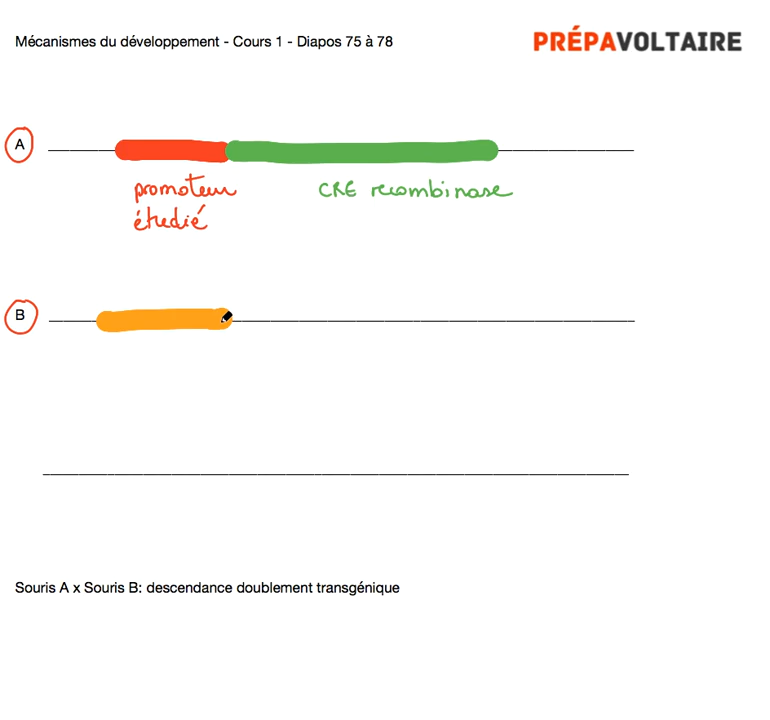 Mécanismes du développement - Cours 1 - Diapos 75 à 78
PRÉPAVOLTAIRE
A
promoteur
étudié
CRE recombinase
B
Souris A x Souris B: descendance doublement transgénique